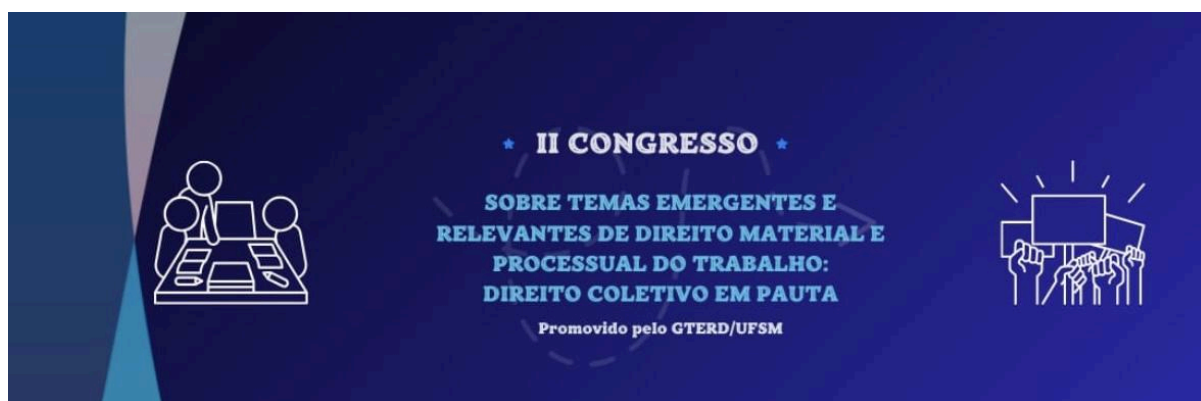 II CONGRESSO
SOBRE TEMAS EMERGENTES E
RELEVANTES DE DIREITO MATERIAL E
PROCESSUAL DO TRABALHO:
DIREITO COLETIVO EM PAUTA
Promovido pelo GTERD/UFSM